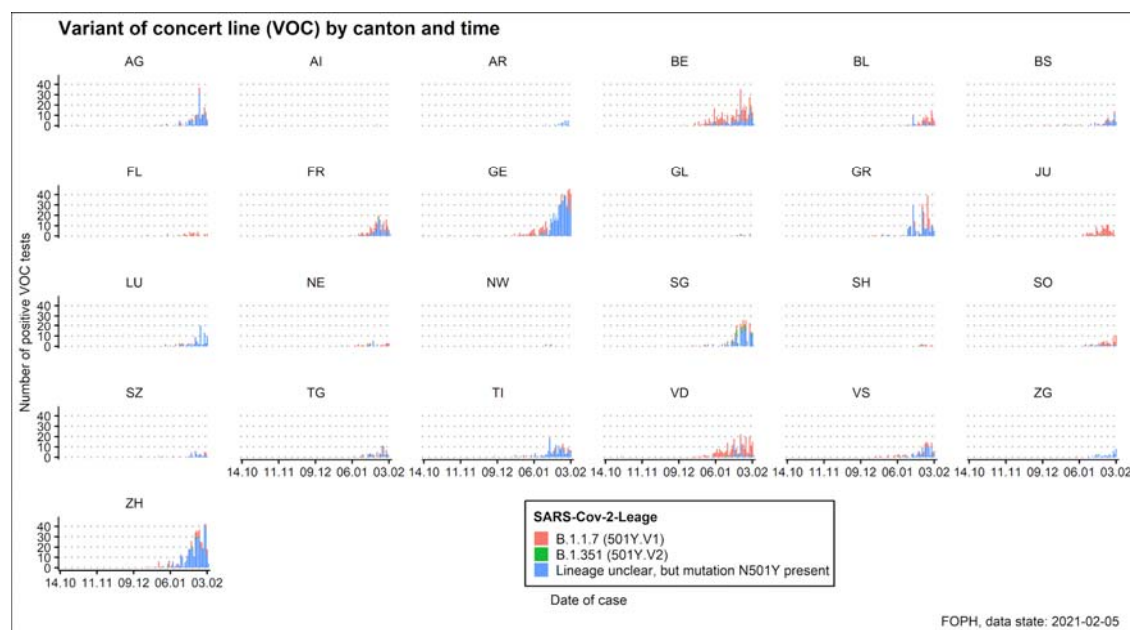 Variant of concert line (VOC) by canton and time
AG AI AR BE BL BS
40
30
20
10
0
FL FR GE GL GR JU
40
30
20
10
0
LU NE NW SG SH SO
40
30
20
10
0
SZ TG TI VD VS ZG
40
30
20
10
0
14.10 11.11 09.12 06.01 03.02 14.10 11.11 09.12 06.01 03.02 14.10 11.11 09.12 06.01 03.02 14.10 11.11 09.12 06.01 03.02 14.10 11.11 09.12 06.01 03.02
ZH
40
30
20
10
0
14.10 11.11 09.12 06.01 03.02
Number of positive VOC tests
SARS-Cov-2-Leage
B.1.1.7 (501Y.V1)
B.1.351 (501Y.V2)
Lineage unclear, but mutation N501Y present
Date of case
FOPH, data state: 2021-02-05